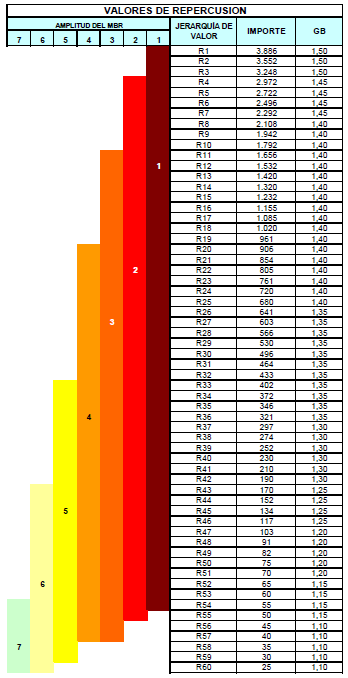 VALORES DE REPERCUSION
AMPLITUD DEL MBR JERARQUÍA DE VALOR IMPORTE GB
7 6 5 4 3 2 1
R1 3.886 1,50
R2 3.552 1,50
R3 3.248 1,50
R4 2.972 1,45
R5 2.722 1,45
R6 2.496 1,45
R7 2.292 1,45
R8 2.108 1,40
R9 1.942 1,40
R10 1.792 1,40
R11 1.656 1,40
R12 1.532 1,40
R13 1.420 1,40
R14 1.320 1,40
R15 1.232 1,40
R16 1.155 1,40
R17 1.085 1,40
R18 1.020 1,40
R19 961 1,40
R20 906 1,40
R21 854 1,40
R22 805 1,40
R23 761 1,40
R24 720 1,40
R25 680 1,40
R26 641 1,35
R27 603 1,35
R28 566 1,35
R29 530 1,35
R30 496 1,35
R31 464 1,35
R32 433 1,35
R33 402 1,35
R34 372 1,35
R35 346 1,35
R36 321 1,35
R37 297 1,30
R38 274 1,30
R39 252 1,30
R40 230 1,30
R41 210 1,30
R42 190 1,30
R43 170 1,25
R44 152 1,25
R45 134 1,25
R46 117 1,25
R47 103 1,20
R48 91 1,20
R49 82 1,20
R50 75 1,20
R51 70 1,20
R52 65 1,15
R53 60 1,15
R54 55 1,15
R55 50 1,15
R56 45 1,10
R57 40 1,10
R58 35 1,10
R59 30 1,10
R60 25 1,10
1
2
3
4
5
6
7